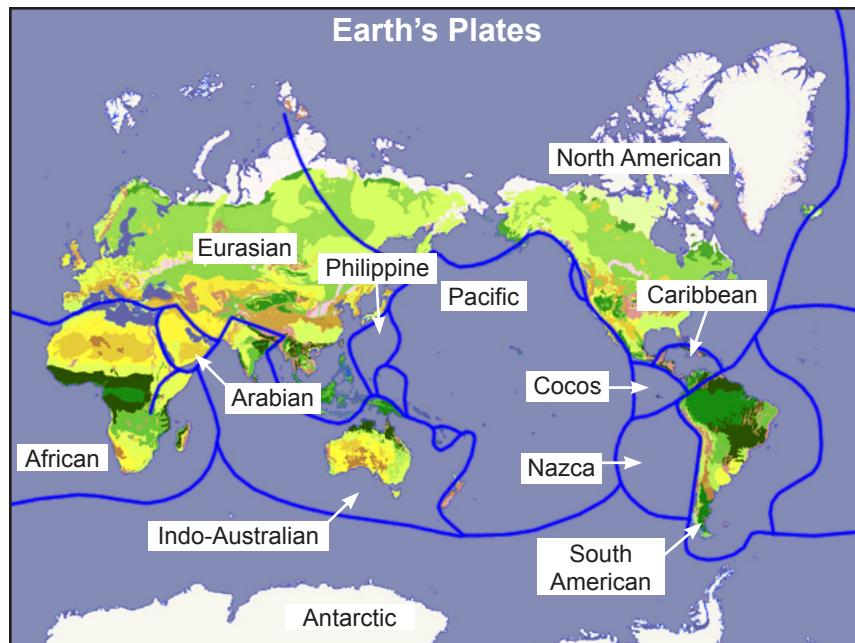 Earth's Plates
North American
Eurasian
Philippine
Pacific
Caribbean
Arabian
Cocos
African
Nazca
Indo-Australian
South
American
Antarctic